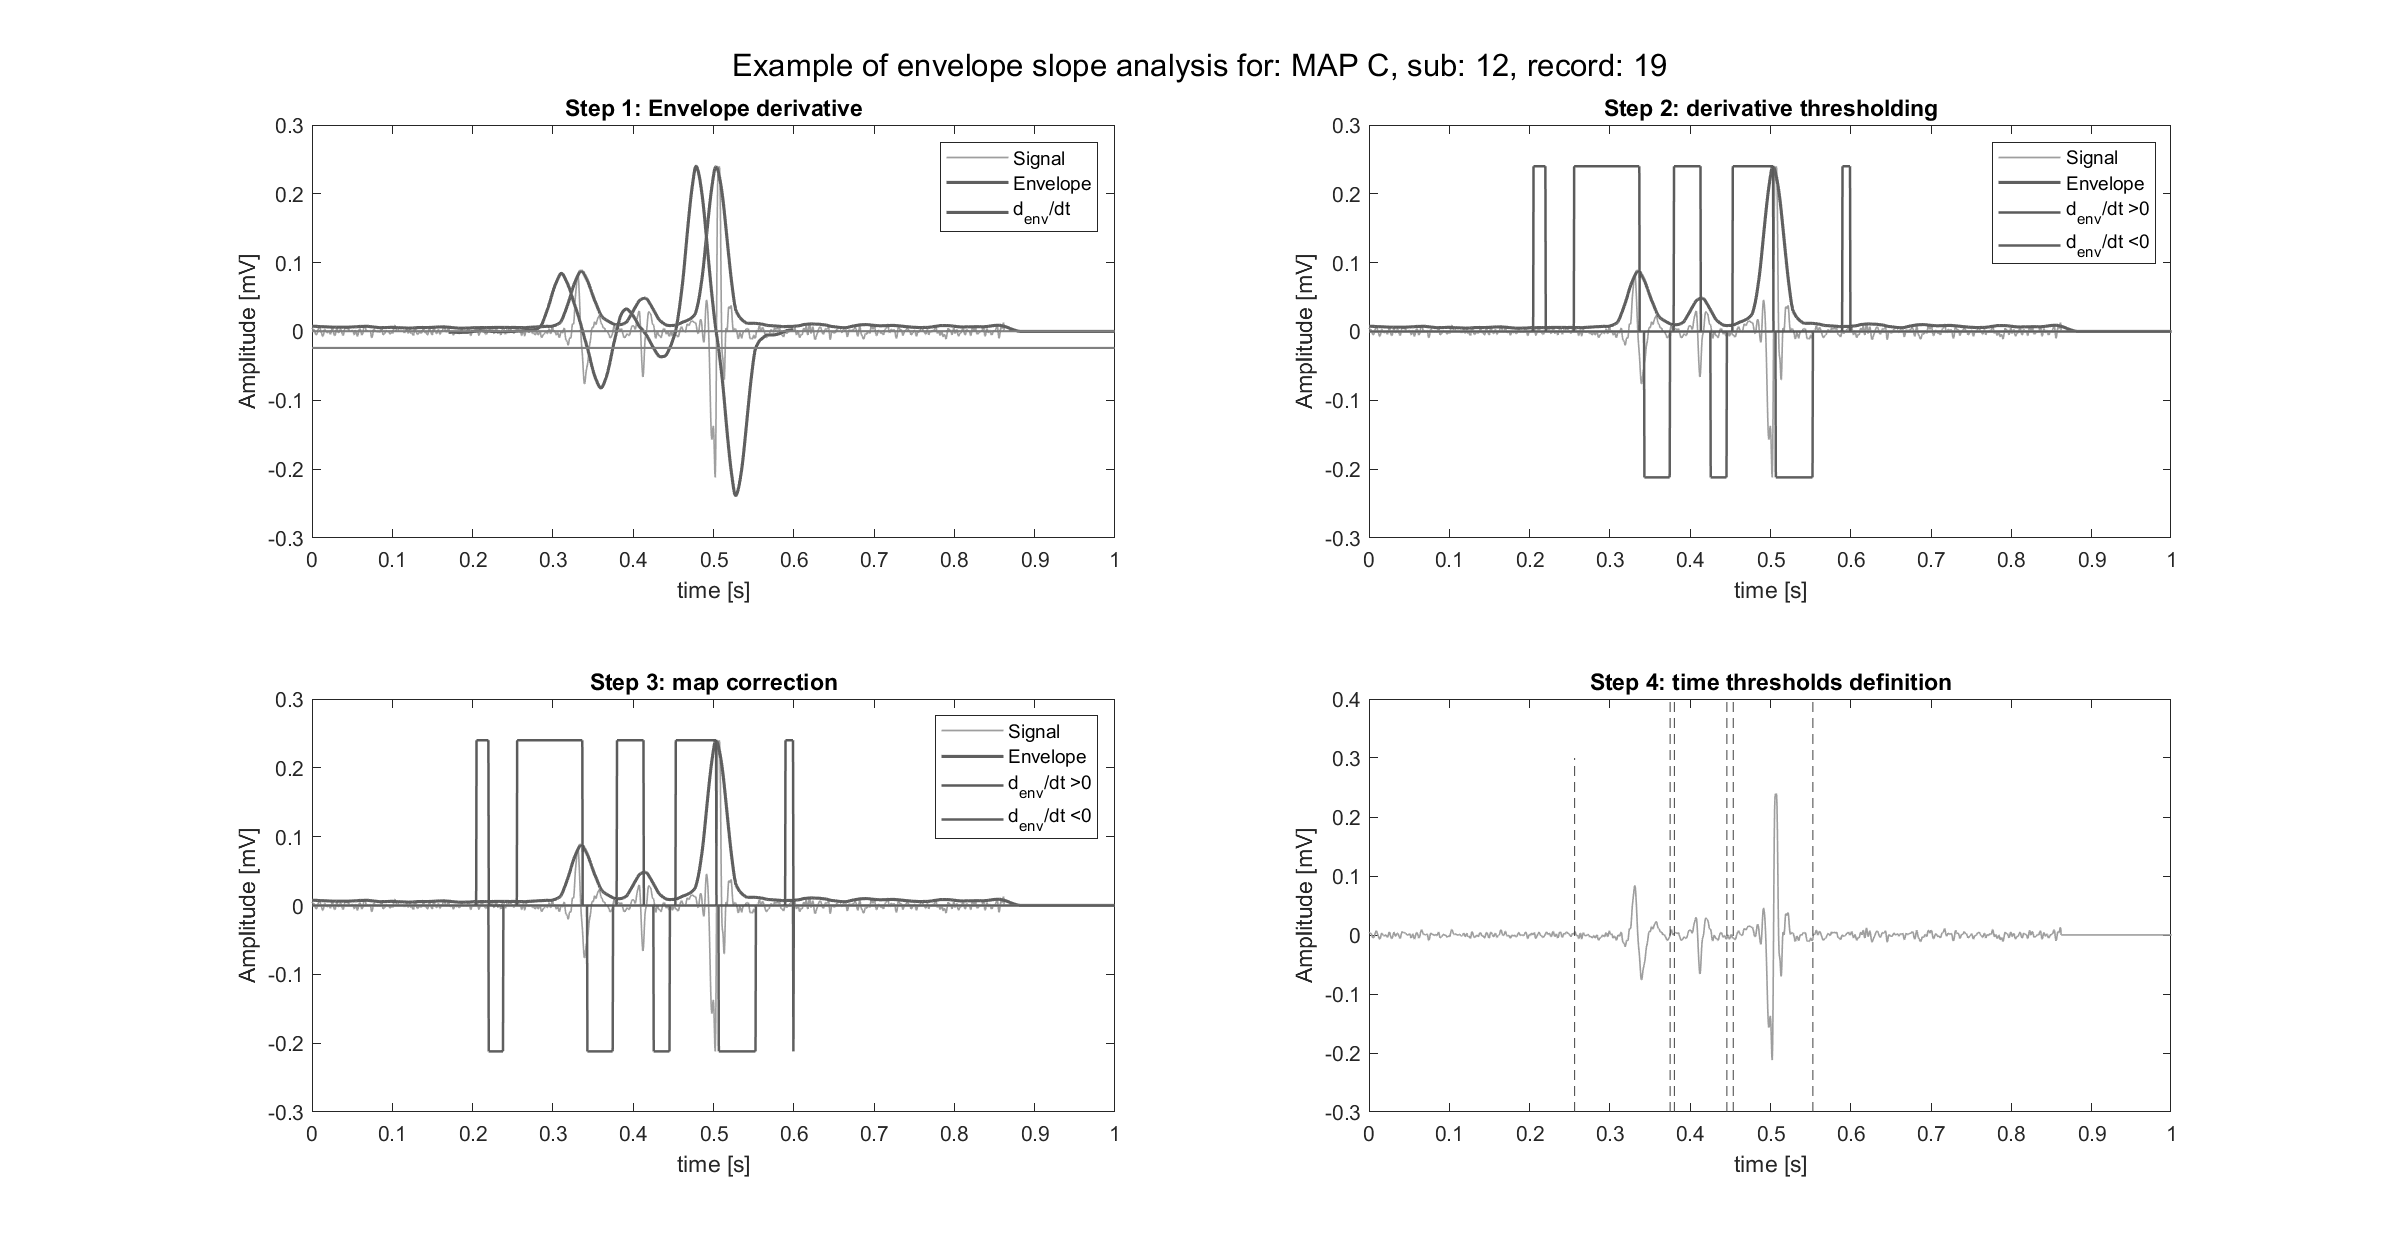 Example of envelope slope analysis for: MAP C, sub: 12, record: 19
Step 1: Envelope derivative
0.3
0.2
0.1
0
-0.1
-0.2
-0.3
Amplitude [mV]
0 0.1 0.2 0.3 0.4 0.5 0.6 0.7 0.8 0.9 1
time [s]
Signal
Envelope
d_env/dt
Step 2: derivative thresholding
0.3
0.2
0.1
0
-0.1
-0.2
-0.3
Amplitude [mV]
0 0.1 0.2 0.3 0.4 0.5 0.6 0.7 0.8 0.9 1
time [s]
Signal
Envelope
d_env/dt >0
d_env/dt <0
Step 3: map correction
0.3
0.2
0.1
0
-0.1
-0.2
-0.3
Amplitude [mV]
0 0.1 0.2 0.3 0.4 0.5 0.6 0.7 0.8 0.9 1
time [s]
Signal
Envelope
d_env/dt >0
d_env/dt <0
Step 4: time thresholds definition
0.4
0.3
0.2
0.1
0
-0.1
-0.2
-0.3
Amplitude [mV]
0 0.1 0.2 0.3 0.4 0.5 0.6 0.7 0.8 0.9 1
time [s]